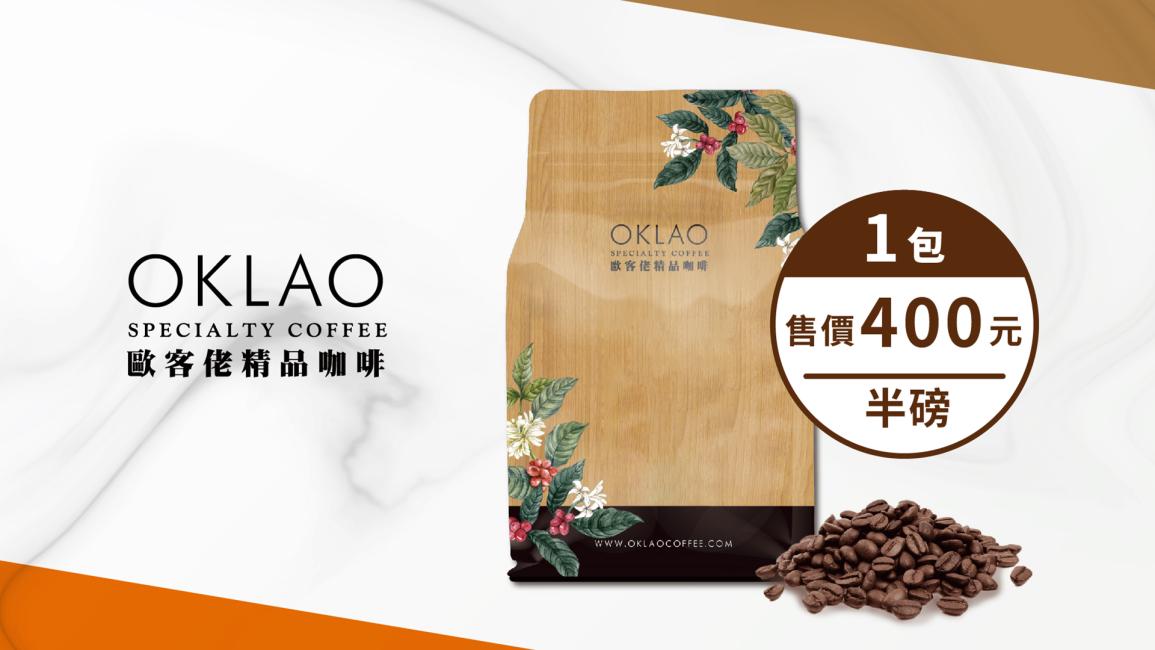 OKLAO
SPECIALTY COFFEE
歐客佬精品咖啡
OKLAO
SPECIALTY COFFEE
歐客佬精品咖啡
WWW.OKLAOCOFFEE.COM
1包
售價400元
半磅